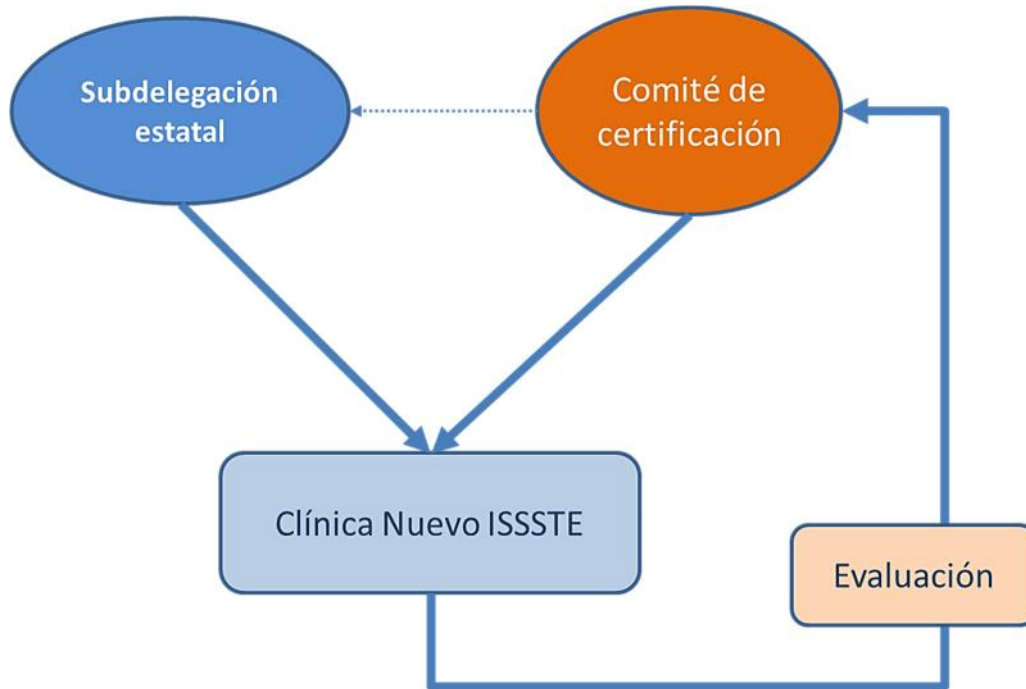 Subdelegación
estatal
Comité de
certificación
Clínica Nuevo ISSSTE
Evaluación